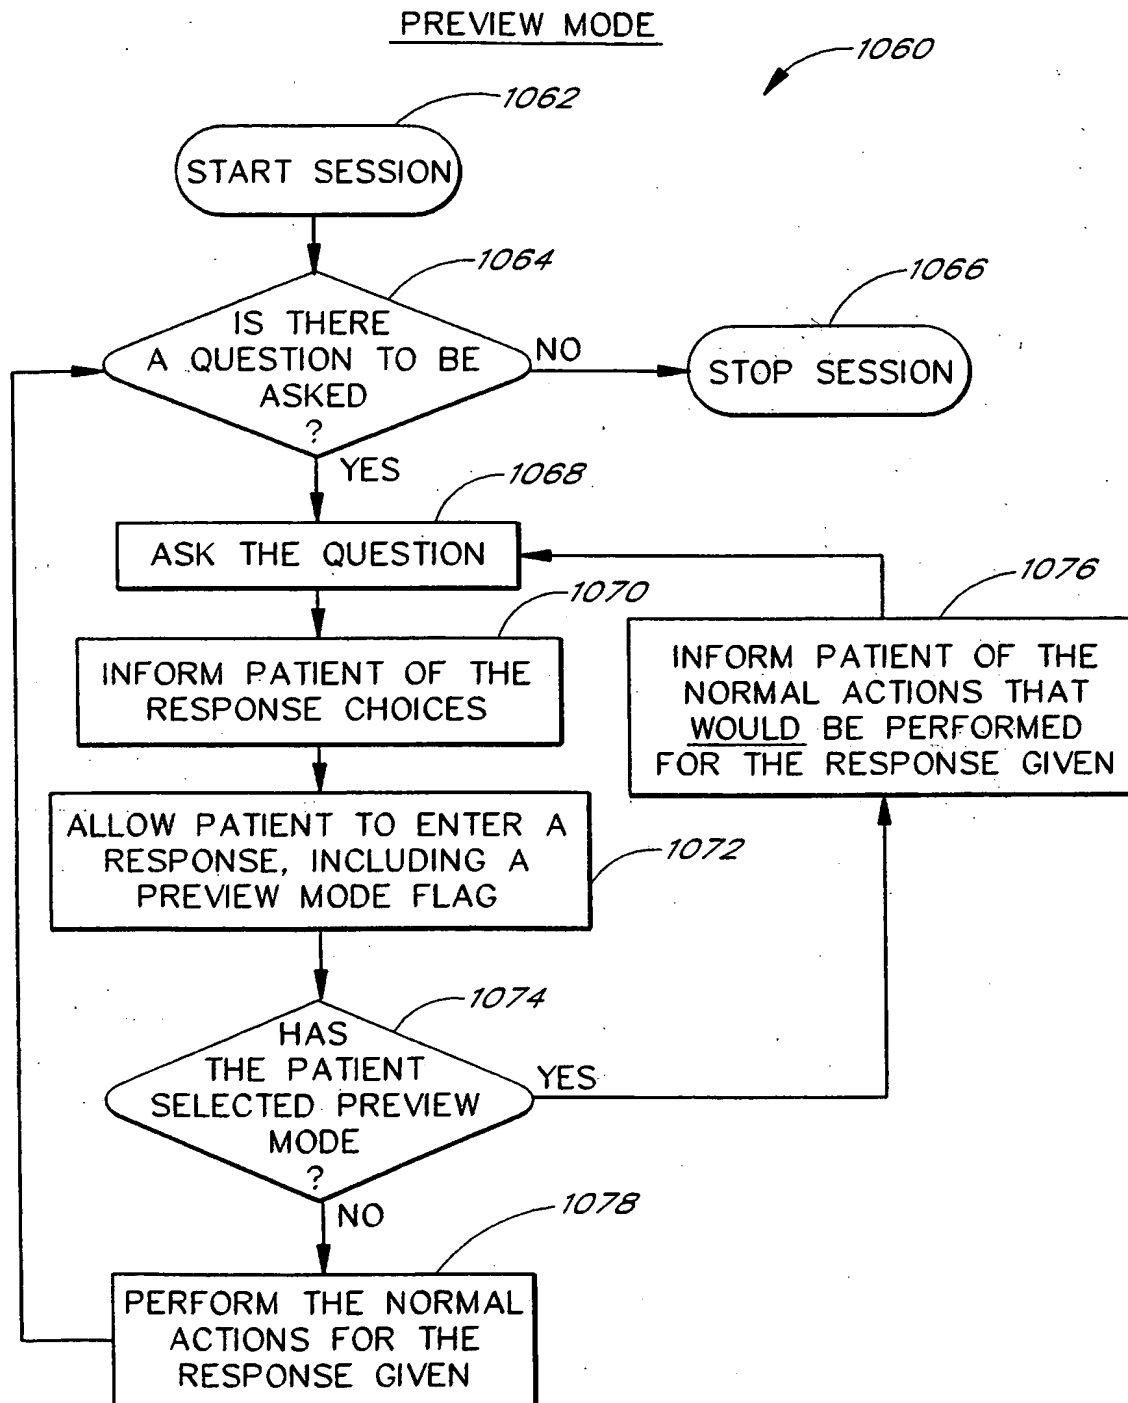 PREVIEW MODE
1060
1062
START SESSION
1064
IS THERE
A QUESTION TO BE
ASKED
?
NO
1066
STOP SESSION
YES
1068
ASK THE QUESTION
1070
INFORM PATIENT OF THE
RESPONSE CHOICES
1076
INFORM PATIENT OF THE
NORMAL ACTIONS THAT
WOULD BE PERFORMED
FOR THE RESPONSE GIVEN
ALLOW PATIENT TO ENTER A
RESPONSE, INCLUDING A
PREVIEW MODE FLAG
1072
1074
HAS
THE PATIENT
SELECTED PREVIEW
MODE
?
YES
NO
1078
PERFORM THE NORMAL
ACTIONS FOR THE
RESPONSE GIVEN